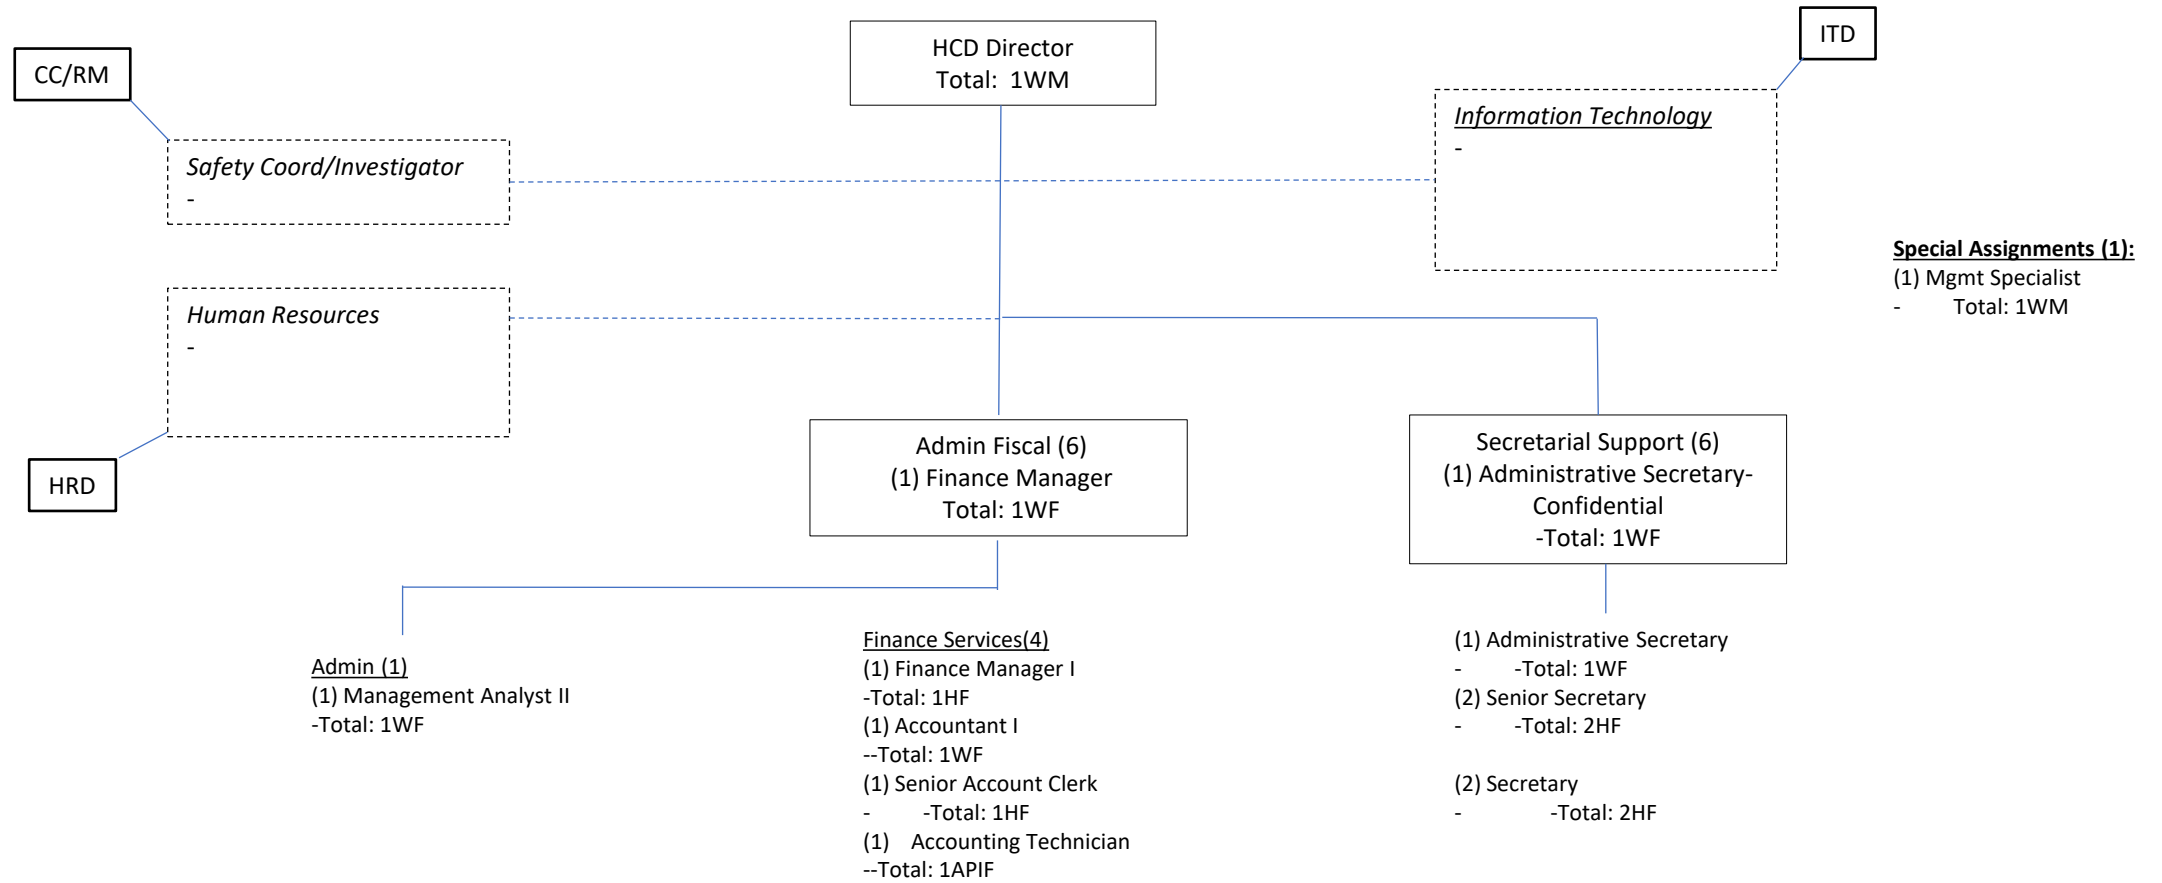 CC/RM
HCD Director
Total: 1WM
ITD
Safety Coord/Investigator
-
Information Technology
-
Special Assignments (1):
(1) Mgmt Specialist
- Total: 1WM
Human Resources
-
HRD
Admin Fiscal (6)
(1) Finance Manager
Total: 1WF
Secretarial Support (6)
(1) Administrative Secretary-
Confidential
-Total: 1WF
Admin (1)
(1) Management Analyst II
-Total: 1WF
Finance Services(4)
(1) Finance Manager I
-Total: 1HF
(1) Accountant I
--Total: 1WF
(1) Senior Account Clerk
- -Total: 1HF
(1) Accounting Technician
--Total: 1APIF
(1) Administrative Secretary
- -Total: 1WF
(2) Senior Secretary
- -Total: 2HF
(2) Secretary
- -Total: 2HF